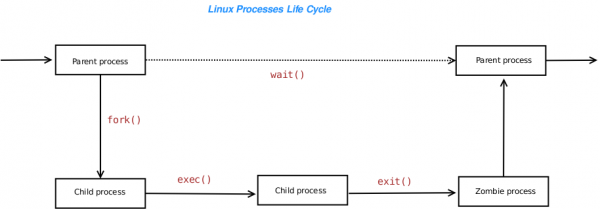 Linux Processes Life Cycle
Parent process
Parent process
wait()
fork()
exec()
exit()
Child process
Child process
Zombie process